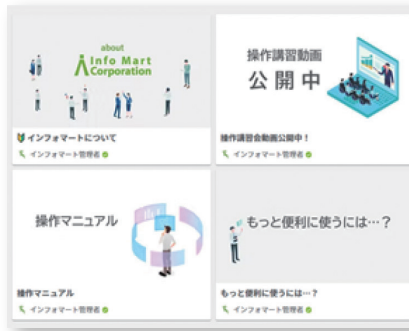 about
Info Mart
Corporation
インフォマートについて
インフォマート管理者
操作講習動画
公開中
操作講習会動画公開中！
インフォマート管理者
操作マニュアル
操作マニュアル
インフォマート管理者
もっと便利に使うには…？
もっと便利に使うには…？
インフォマート管理者